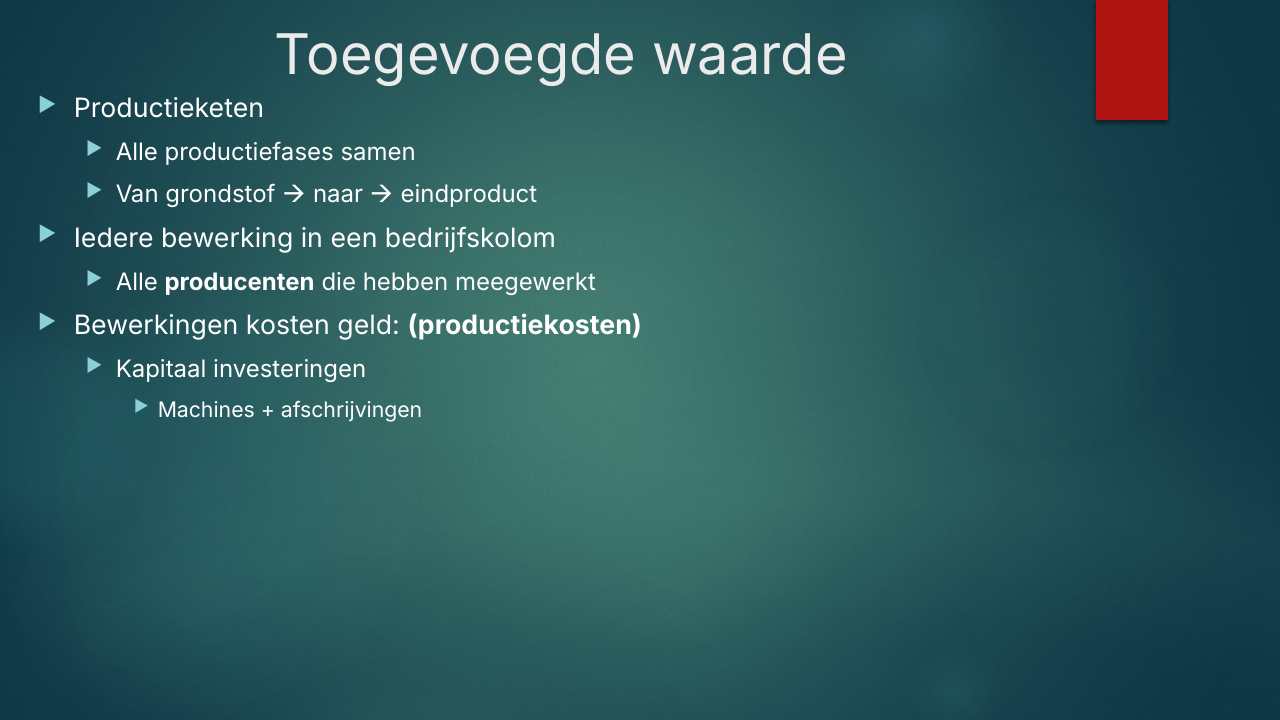 Toegevoegde waarde
Productieketen
Alle productiefases samen
Van grondstof → naar → eindproduct
Iedere bewerking in een bedrijfskolom
Alle producenten die hebben meegewerkt
Bewerkingen kosten geld: (productiekosten)
Kapitaal investeringen
Machines + afschrijvingen